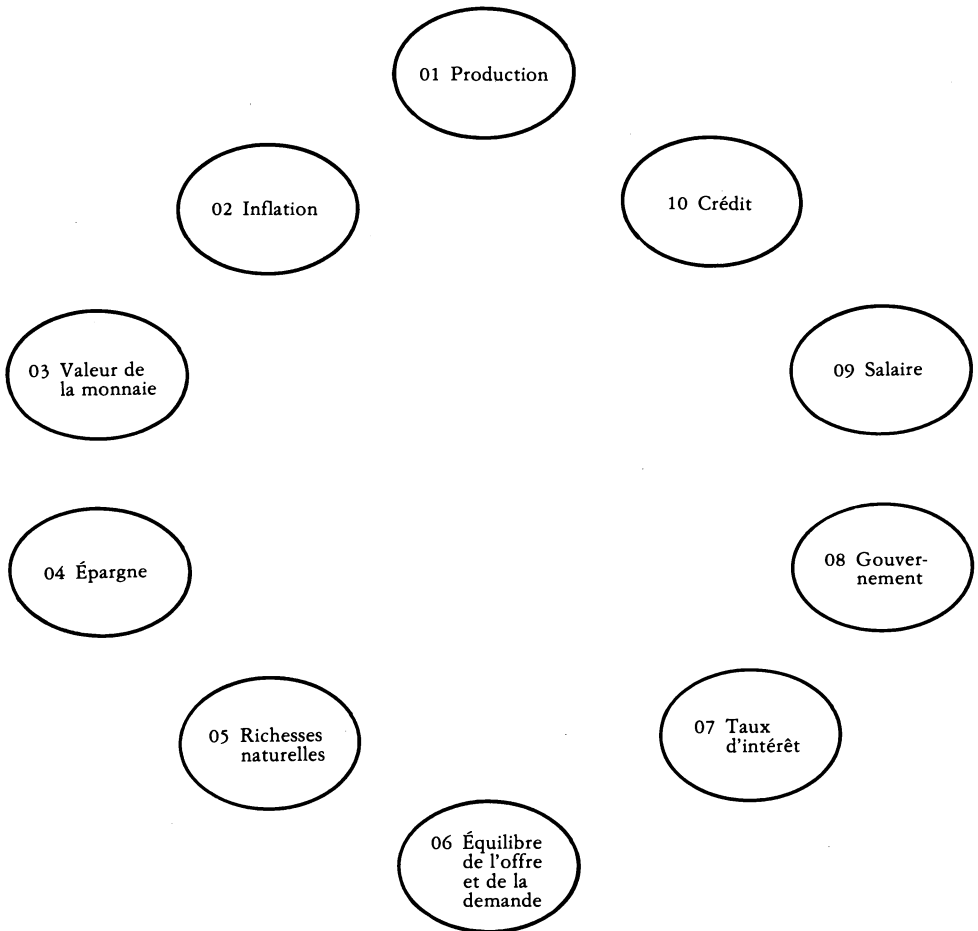 01 Production
02 Inflation
10 Crédit
03 Valeur de
la monnaie
09 Salaire
04 Épargne
08 Gouver-
nement
05 Richesses
naturelles
07 Taux
d'intérêt
06 Équilibre
de l'offre
et de la
demande